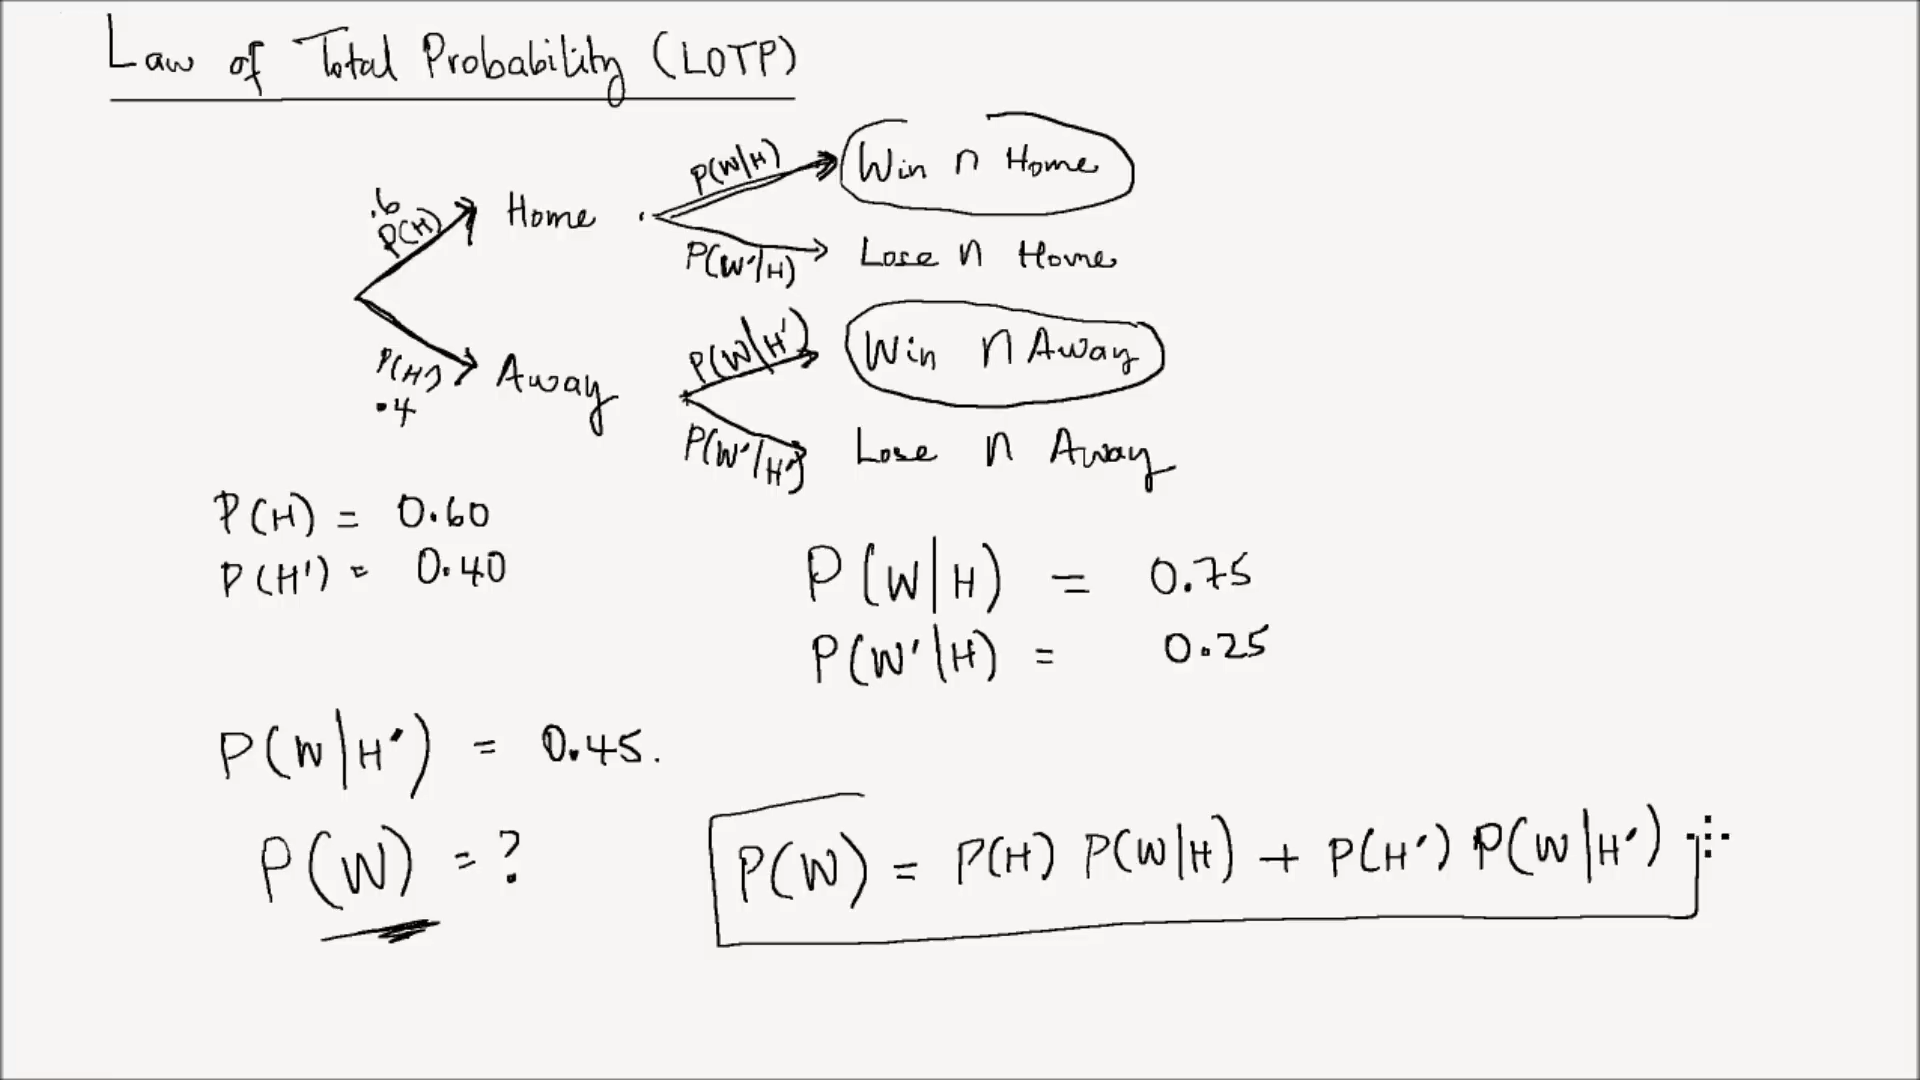 Law of Total Probability (LOTP)
P(W|H)
Win ∩ Home
.6
P(H)
Home
P(W'|H)
Lose ∩ Home
P(W|H')
Win ∩ Away
P(H')
.4
Away
P(W'|H')
Lose ∩ Away
P(H) = 0.60
P(H') = 0.40
P(W|H) = 0.75
P(W'|H) = 0.25
P(W|H') = 0.45.
P(W) = ?
P(W) = P(H) P(W|H) + P(H') P(W|H')